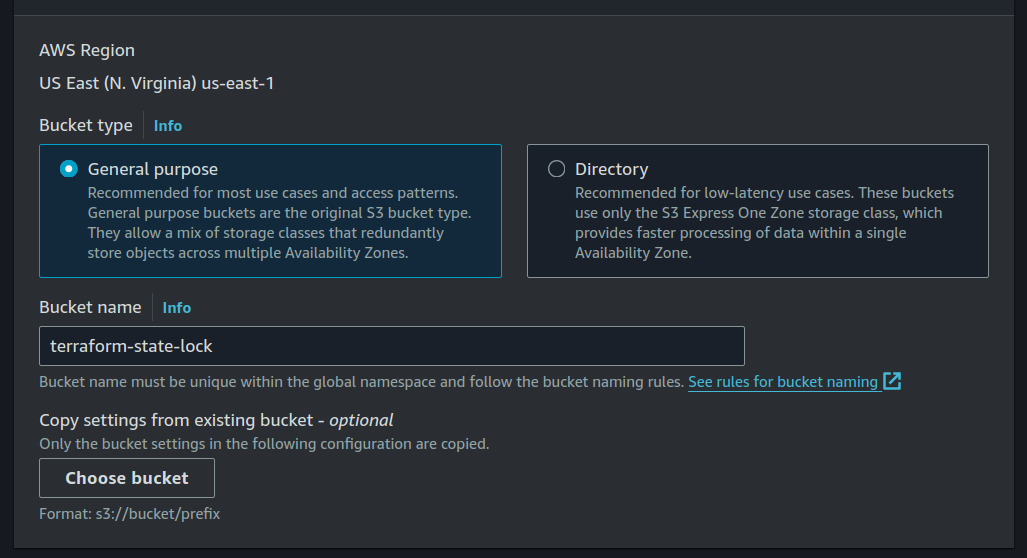 AWS Region
US East (N. Virginia) us-east-1
Bucket type Info
General purpose
Recommended for most use cases and access patterns.
General purpose buckets are the original S3 bucket type.
They allow a mix of storage classes that redundantly
store objects across multiple Availability Zones.
Directory
Recommended for low-latency use cases. These buckets
use only the S3 Express One Zone storage class, which
provides faster processing of data within a single
Availability Zone.
Bucket name Info
terraform-state-lock
Bucket name must be unique within the global namespace and follow the bucket naming rules. See rules for bucket naming
Copy settings from existing bucket - optional
Only the bucket settings in the following configuration are copied.
Choose bucket
Format: s3://bucket/prefix